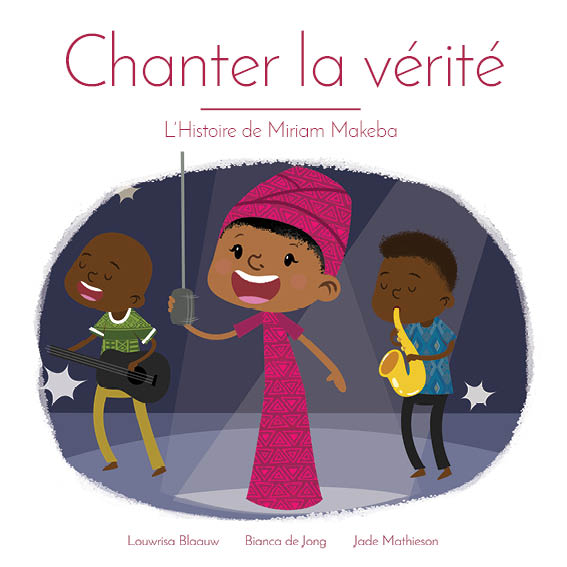 Chanter la vérité
L'Histoire de Miriam Makeba
Louwrisa Blaauw Bianca de Jong Jade Mathieson